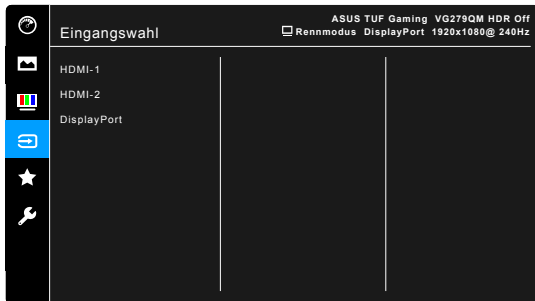 ASUS TUF Gaming VG279QM HDR Off
Eingangswahl
Rennmodus DisplayPort 1920x1080@ 240Hz
HDMI-1
HDMI-2
DisplayPort